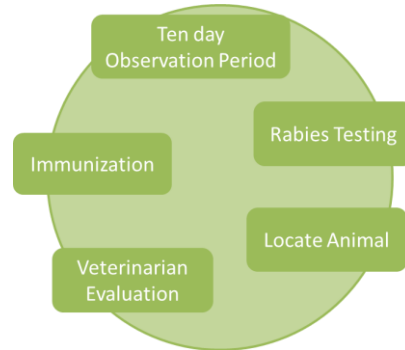 Ten day
Observation Period
Rabies Testing
Immunization
Locate Animal
Veterinarian
Evaluation